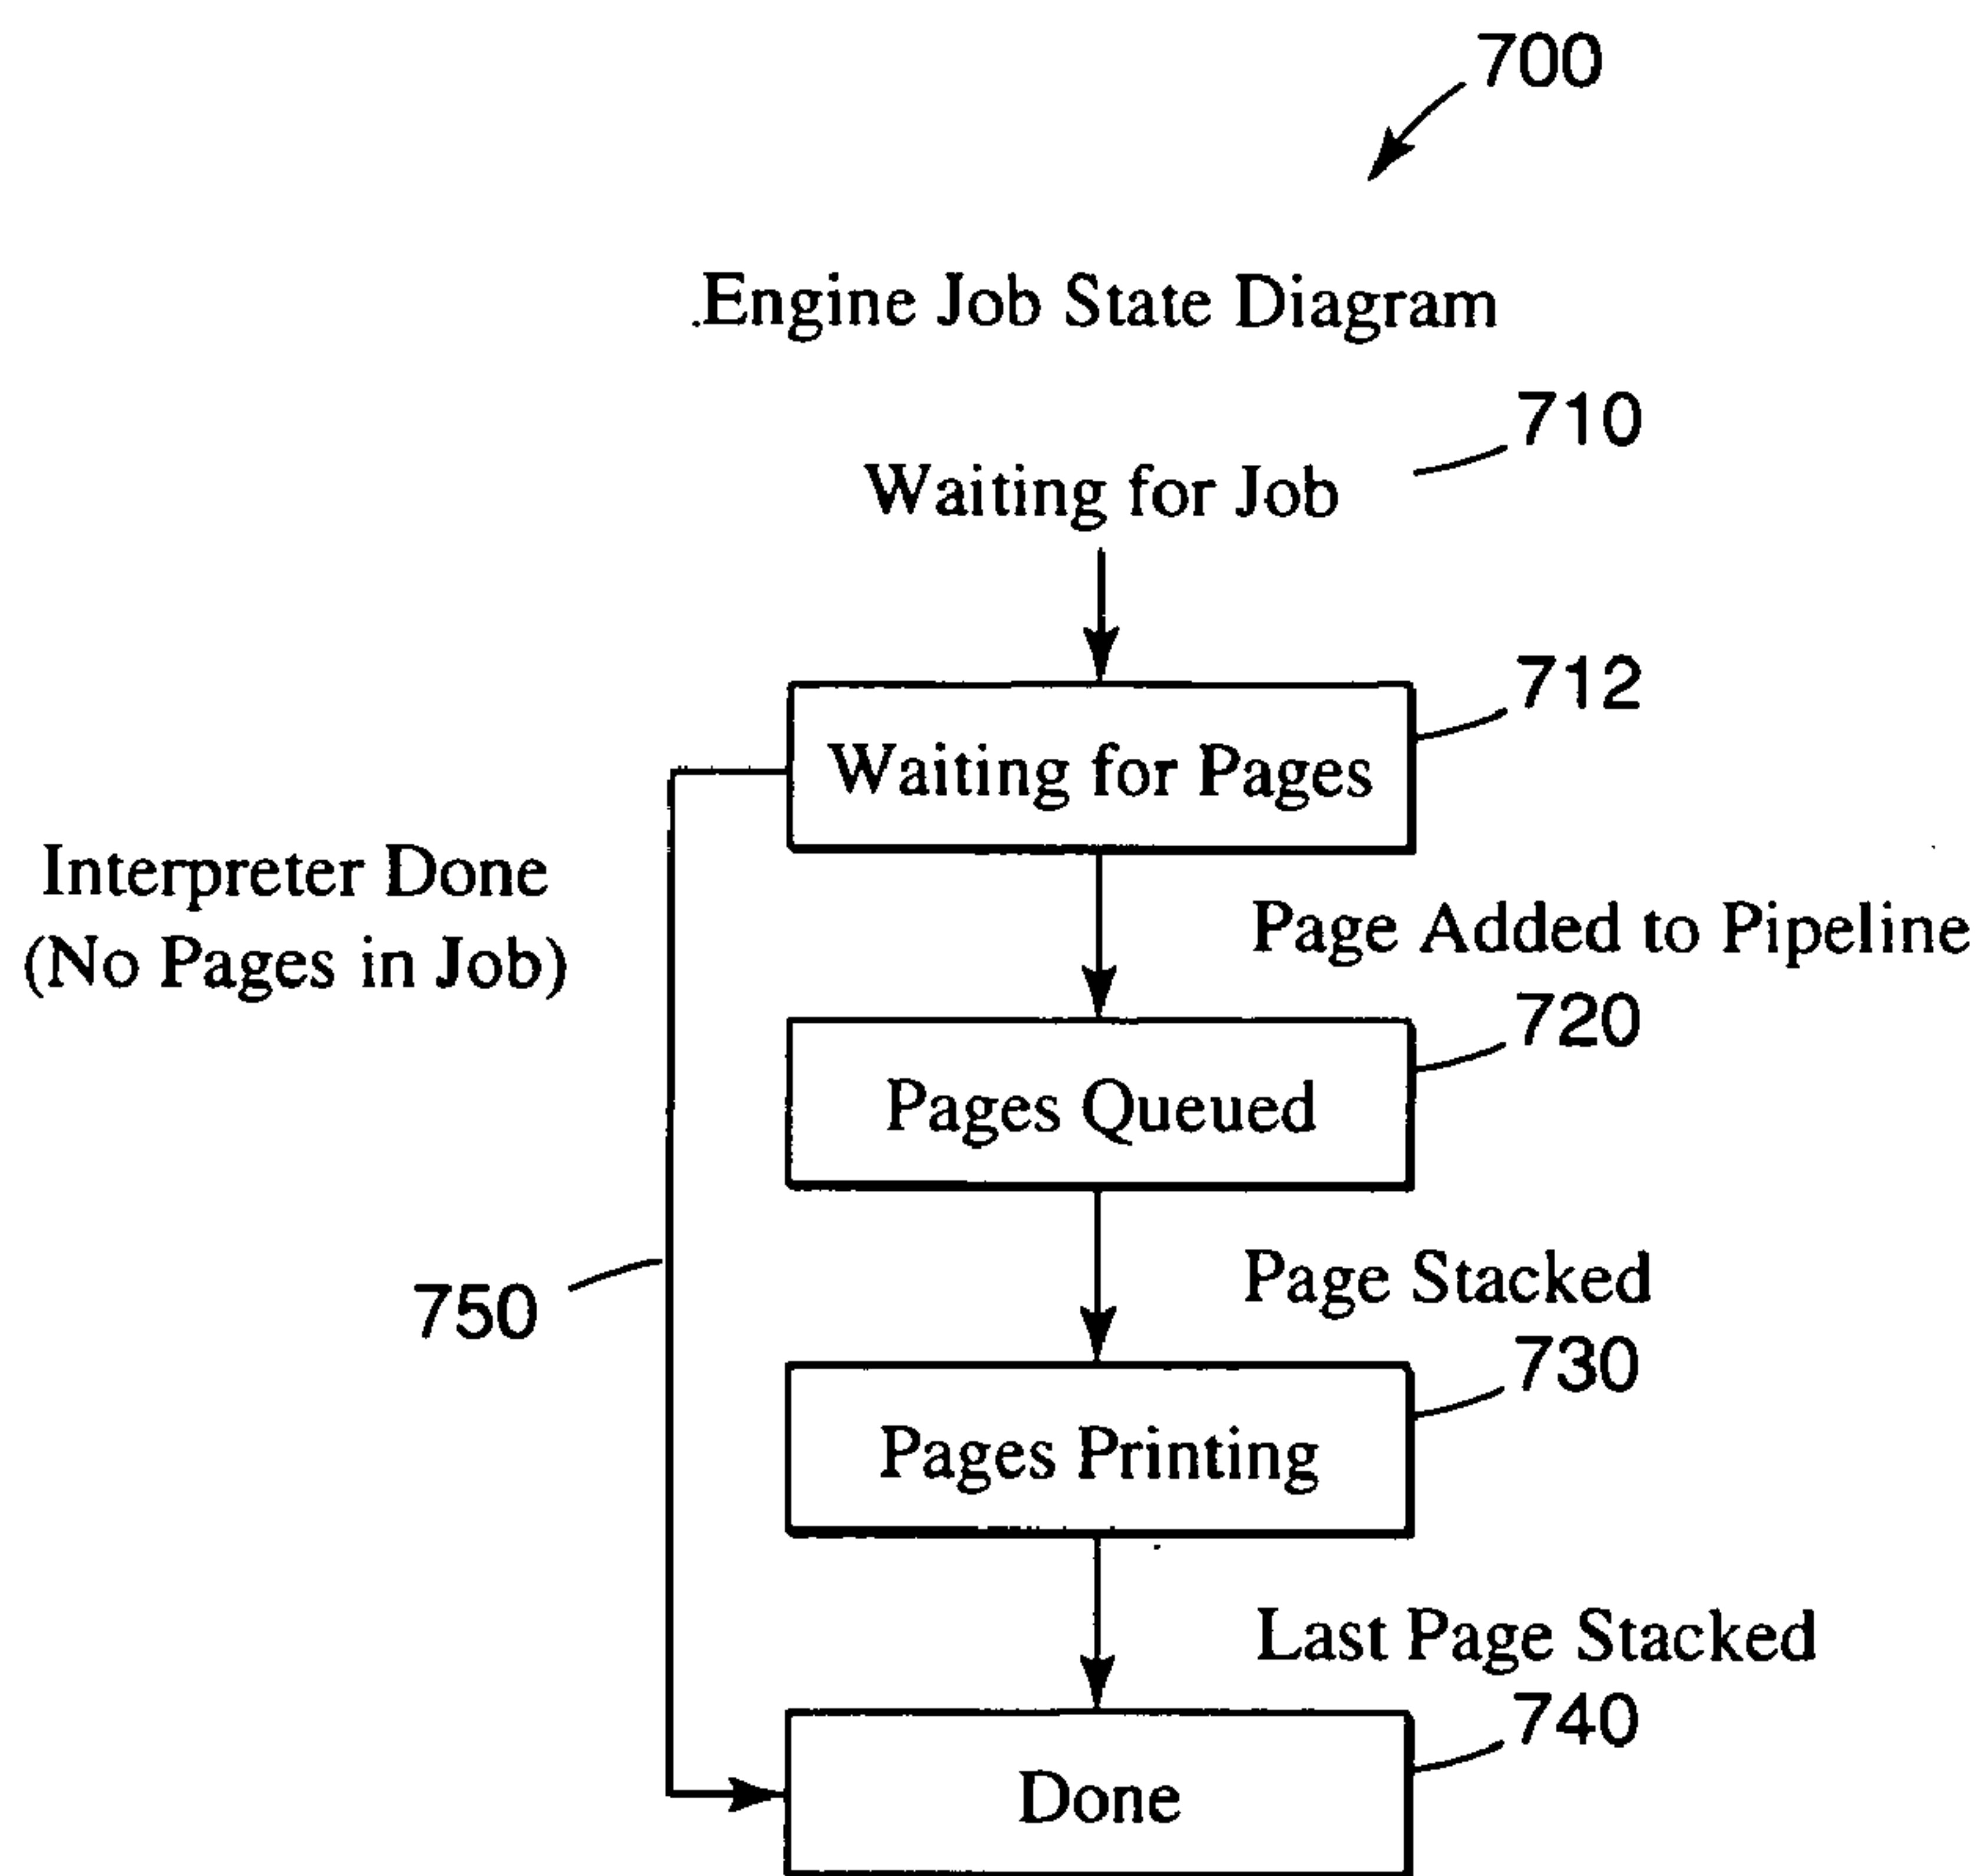 700
Engine Job State Diagram
710
Waiting for Job
712
Waiting for Pages
Interpreter Done
(No Pages in Job)
Page Added to Pipeline
720
Pages Queued
750
Page Stacked
730
Pages Printing
Last Page Stacked
740
Done